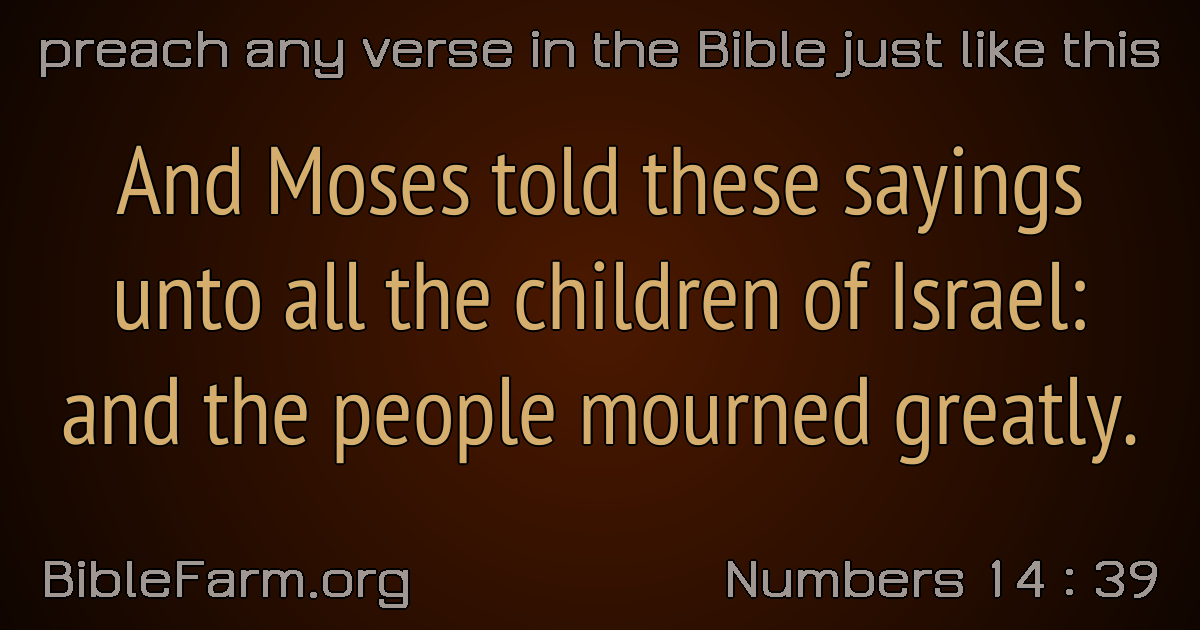 preach any verse in the Bible just like this
And Moses told these sayings
unto all the children of Israel:
and the people mourned greatly.
BibleFarm.org
Numbers 14 : 39